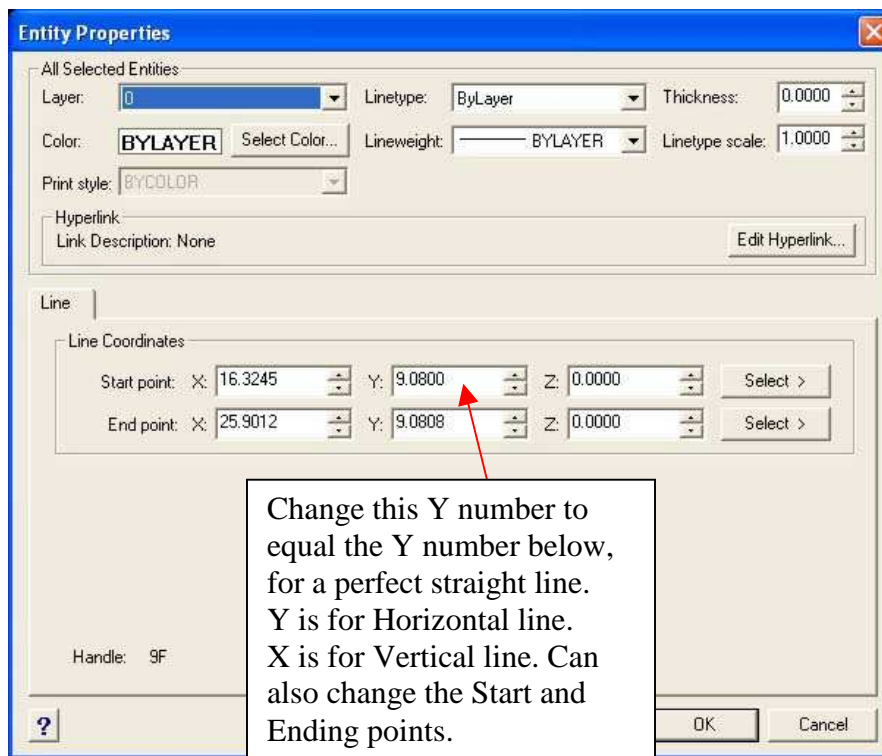 Entity Properties
All Selected Entities
Layer: 0 Linetype: ByLayer Thickness: 0.0000
Color: BYLAYER Select Color... Lineweight: BYLAYER Linetype scale: 1.0000
Print style: BYCOLOR
Hyperlink
Link Description: None Edit Hyperlink...
Line
Line Coordinates
Start point: X: 16.3245 Y: 9.0800 Z: 0.0000 Select >
End point: X: 25.9012 Y: 9.0808 Z: 0.0000 Select >
Change this Y number to
equal the Y number below,
for a perfect straight line.
Y is for Horizontal line.
X is for Vertical line. Can
also change the Start and
Ending points.
Handle: 9F
? OK Cancel